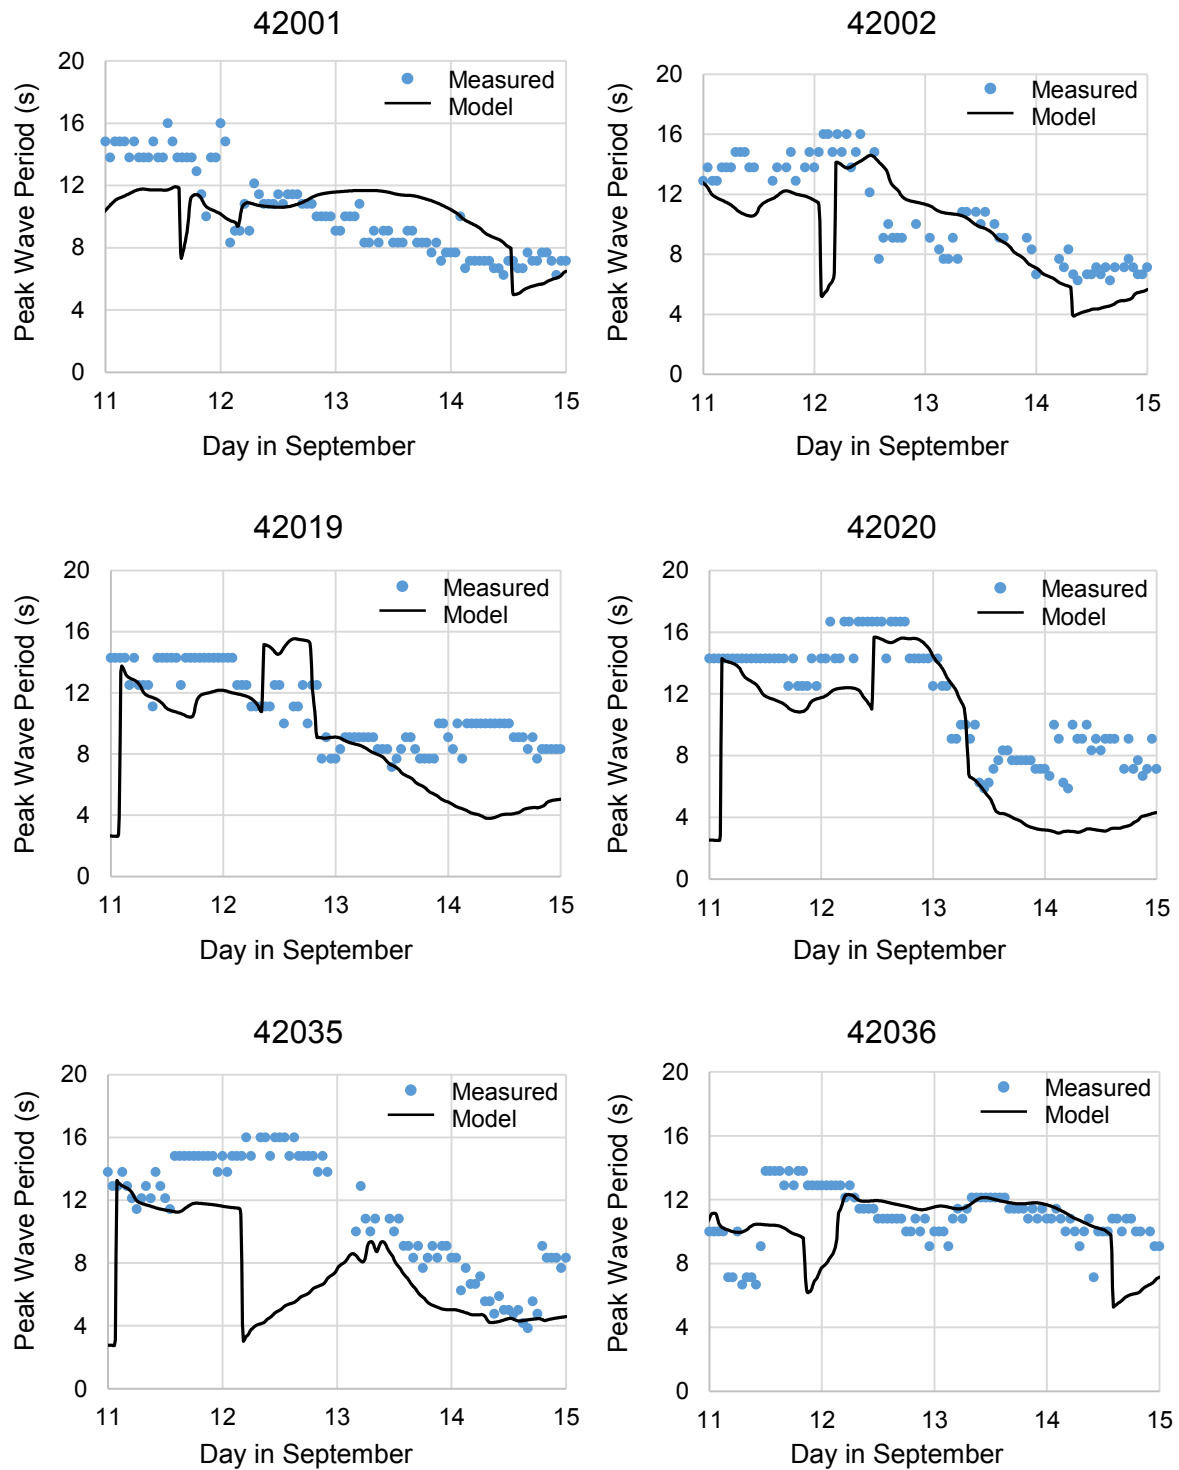 42001
20
16
12
8
4
0
Peak Wave Period (s)
Measured
Model
11 12 13 14 15
Day in September
42002
20
16
12
8
4
0
Peak Wave Period (s)
Measured
Model
11 12 13 14 15
Day in September
42019
20
16
12
8
4
0
Peak Wave Period (s)
Measured
Model
11 12 13 14 15
Day in September
42020
20
16
12
8
4
0
Peak Wave Period (s)
Measured
Model
11 12 13 14 15
Day in September
42035
20
16
12
8
4
0
Peak Wave Period (s)
Measured
Model
11 12 13 14 15
Day in September
42036
20
16
12
8
4
0
Peak Wave Period (s)
Measured
Model
11 12 13 14 15
Day in September